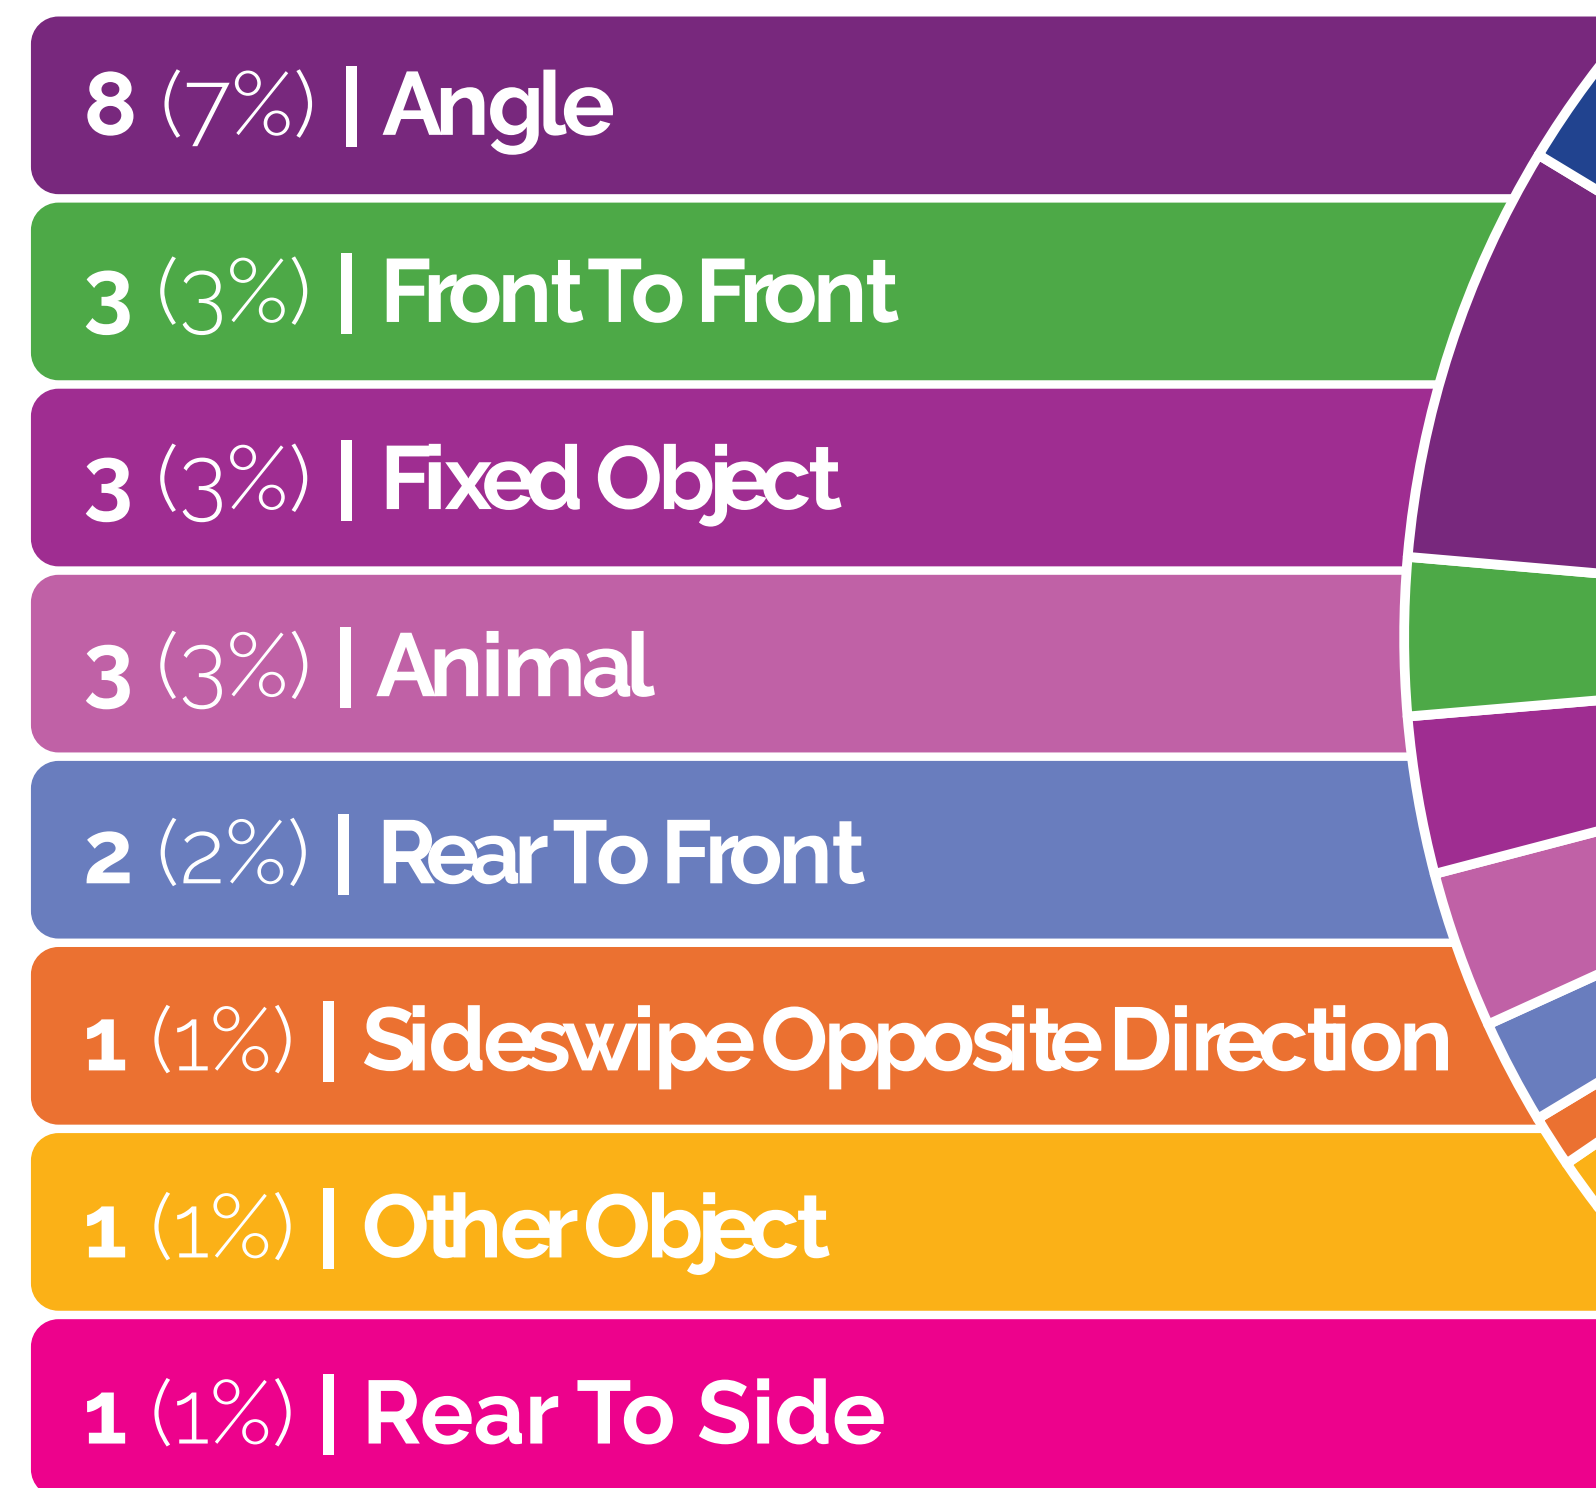 8 (7%) | Angle
3 (3%) | Front To Front
3 (3%) | Fixed Object
3 (3%) | Animal
2 (2%) | Rear To Front
1 (1%) | Sideswipe Opposite Direction
1 (1%) | Other Object
1 (1%) | Rear To Side